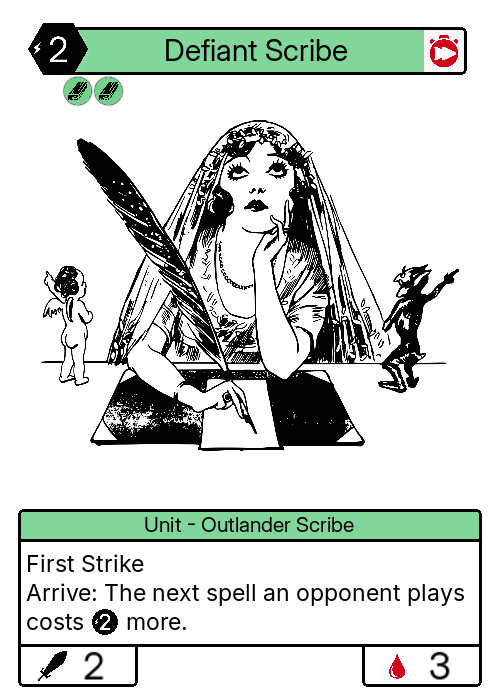 2 Defiant Scribe
Unit - Outlander Scribe
First Strike
Arrive: The next spell an opponent plays
costs 2 more.
2 3